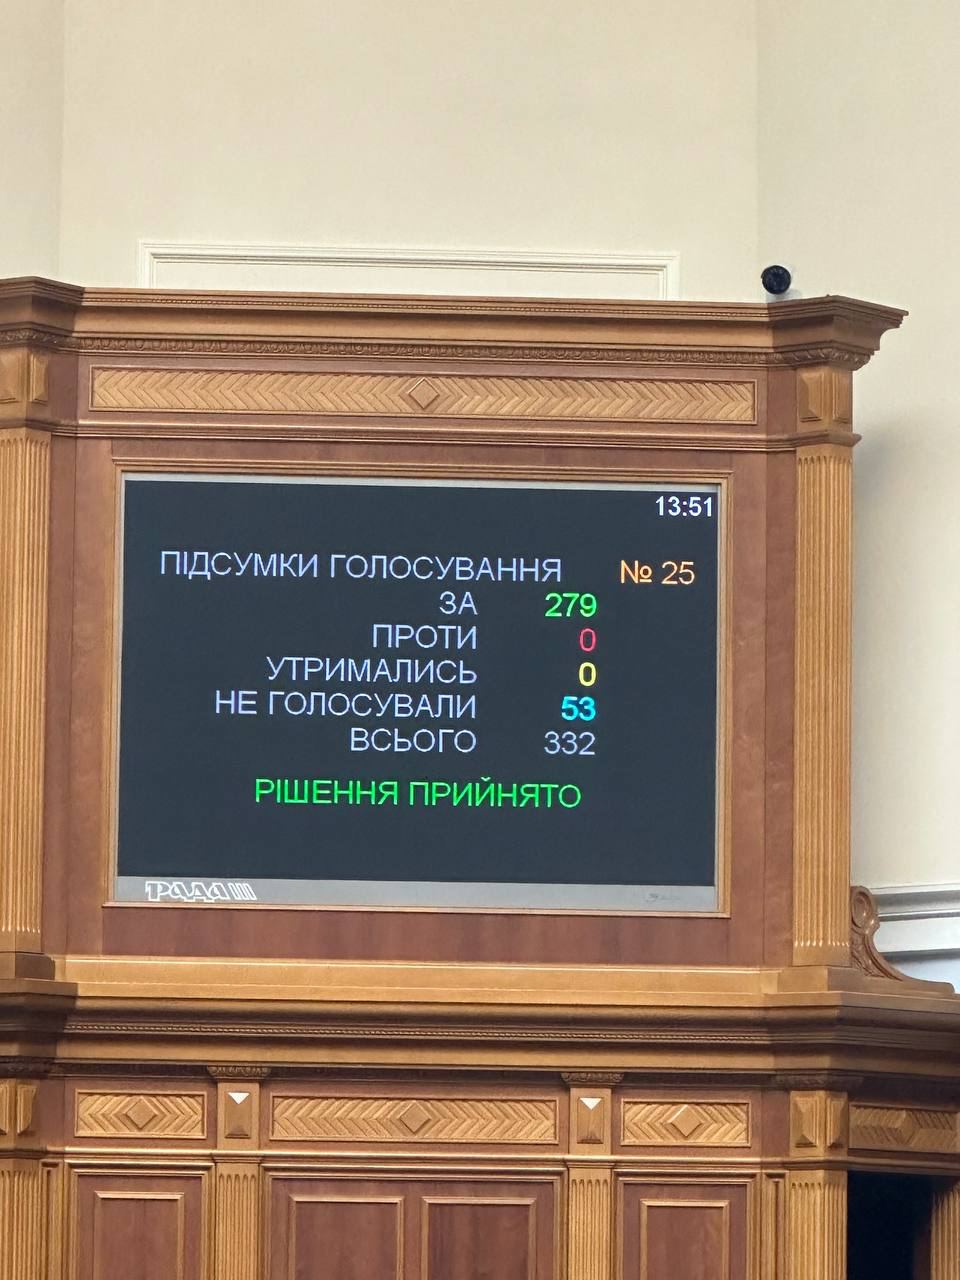 13:51
ПІДСУМКИ ГОЛОСУВАННЯ № 25
ЗА 279
ПРОТИ 0
УТРИМАЛИСЬ 0
НЕ ГОЛОСУВАЛИ 53
ВСЬОГО 332
РІШЕННЯ ПРИЙНЯТО
РАДА III